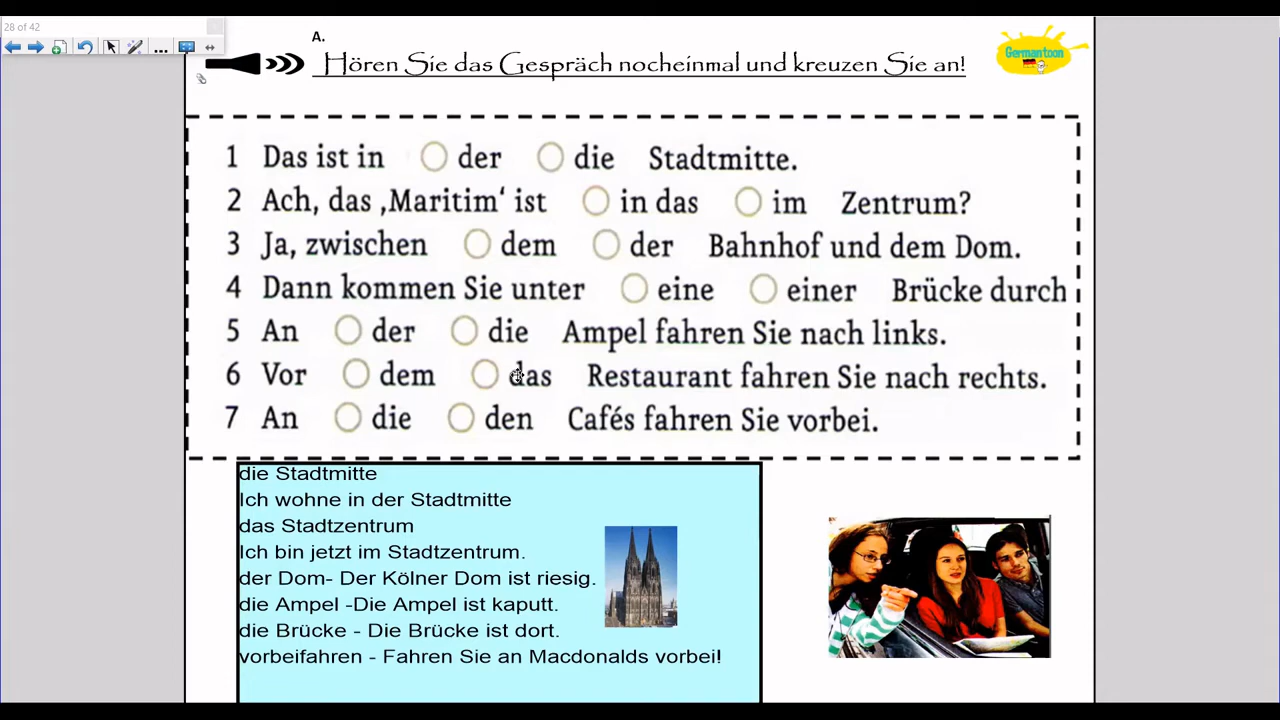 28 of 42
A.
Hören Sie das Gespräch nocheinmal und kreuzen Sie an!
Germantoon
1 Das ist in der die Stadtmitte.
2 Ach, das ‚Maritim‘ ist in das im Zentrum?
3 Ja, zwischen dem der Bahnhof und dem Dom.
4 Dann kommen Sie unter eine einer Brücke durch
5 An der die Ampel fahren Sie nach links.
6 Vor dem das Restaurant fahren Sie nach rechts.
7 An die den Cafés fahren Sie vorbei.
die Stadtmitte
Ich wohne in der Stadtmitte
das Stadtzentrum
Ich bin jetzt im Stadtzentrum.
der Dom- Der Kölner Dom ist riesig.
die Ampel -Die Ampel ist kaputt.
die Brücke - Die Brücke ist dort.
vorbeifahren - Fahren Sie an Macdonalds vorbei!